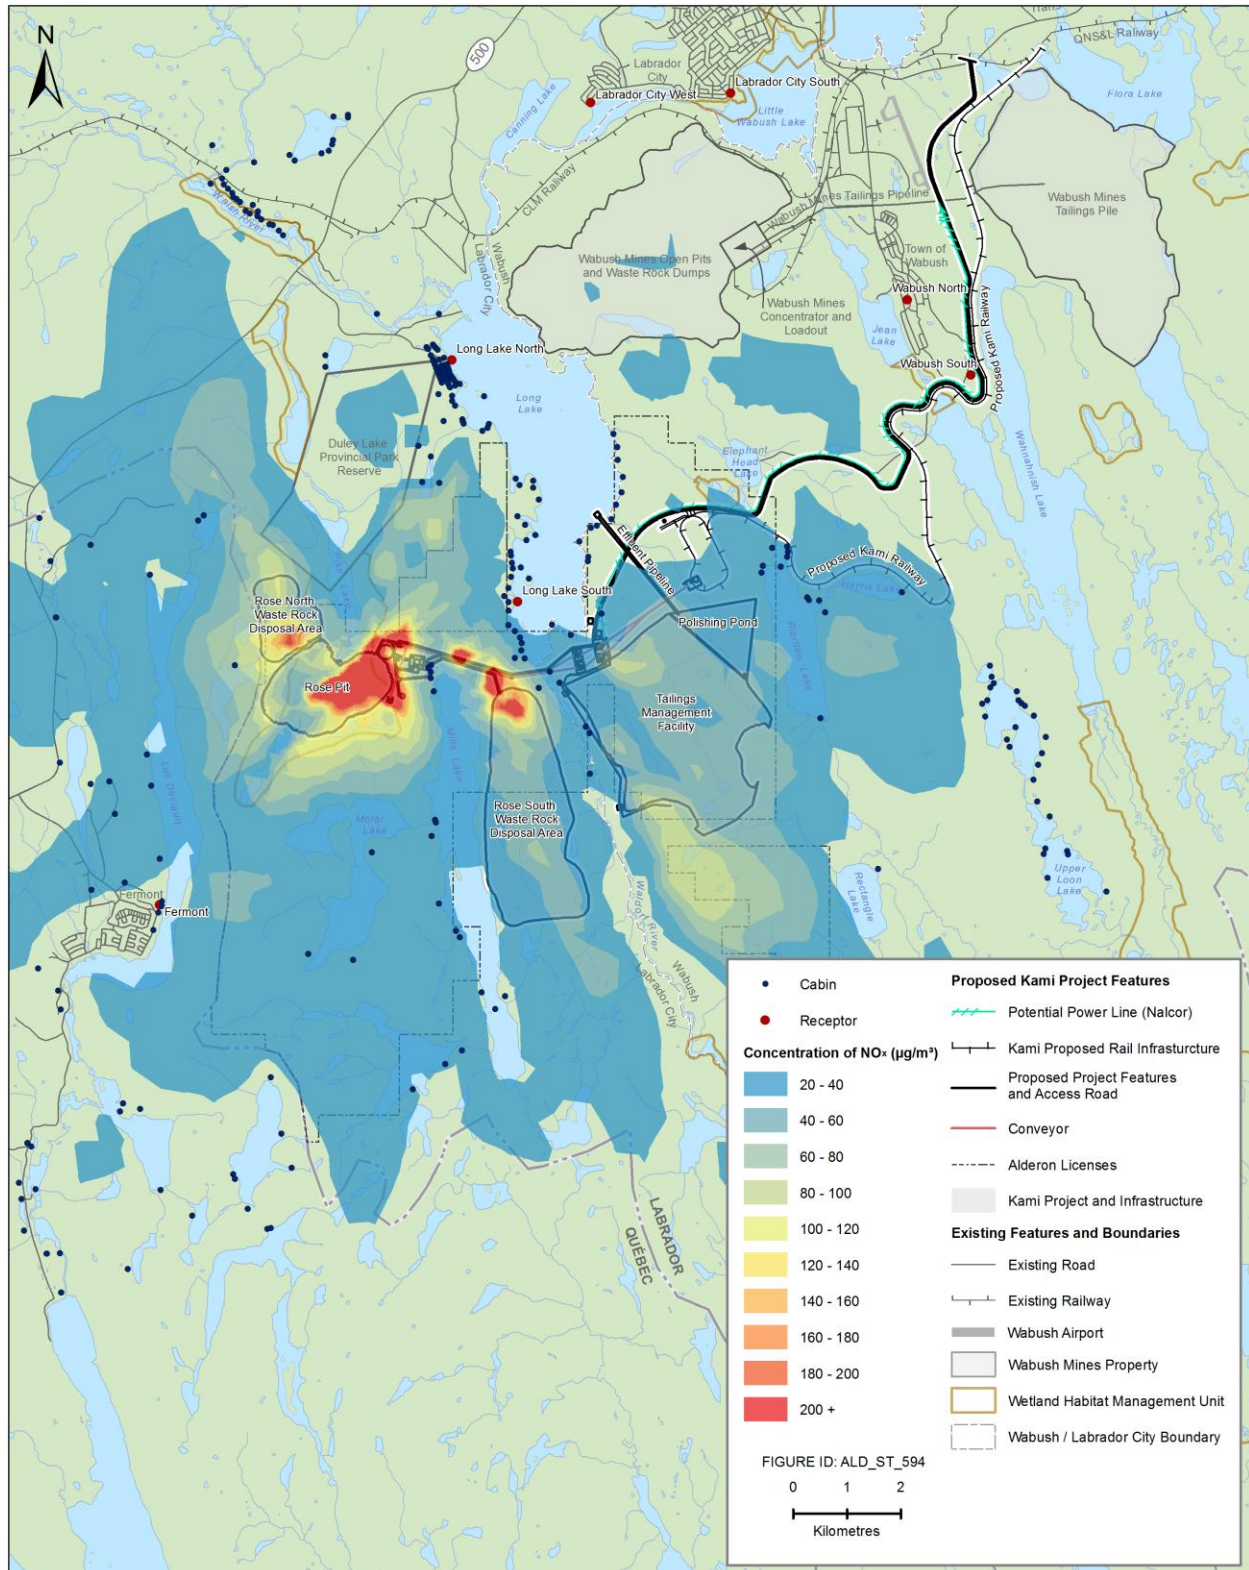 N
500
QNS&L Railway
Labrador
City
Labrador City South
Labrador City West
Flora Lake
Canning Lake
Little
Wabush Lake
CLM Railway
Wabush Mines Tailings Pipeline
Wabush Mines
Tailings Pile
Walsh River
Wabush
Labrador City
Wabush Mines Open Pits
and Waste Rock Dumps
Town of
Wabush
Wabush North
Wabush Mines
Concentrator and
Loadout
Jean
Lake
Proposed Kami Railway
Long Lake North
Wabush South
Long
Lake
Duley Lake
Provincial Park
Reserve
Elephant
Head
Lake
Wahnahnish Lake
Effluent Pipeline
Proposed Kami Railway
Harris Lake
Long Lake South
Rose North
Waste Rock
Disposal Area
Polishing Pond
Riordan Lake
Rose Pit
Tailings
Management
Facility
Mills Lake
Lac Daviault
Rose South
Waste Rock
Disposal Area
Molar
Lake
Upper
Loon
Lake
Rectangle
Lake
Fermont
Fermont
Waldorf River
Wabush
Labrador City
LABRADOR
QUÉBEC
Cabin
Receptor
Concentration of NOx (µg/m³)
20 - 40
40 - 60
60 - 80
80 - 100
100 - 120
120 - 140
140 - 160
160 - 180
180 - 200
200 +
FIGURE ID: ALD_ST_594
0 1 2
Kilometres
Proposed Kami Project Features
Potential Power Line (Nalcor)
Kami Proposed Rail Infrasturcture
Proposed Project Features
and Access Road
Conveyor
Alderon Licenses
Kami Project and Infrastructure
Existing Features and Boundaries
Existing Road
Existing Railway
Wabush Airport
Wabush Mines Property
Wetland Habitat Management Unit
Wabush / Labrador City Boundary